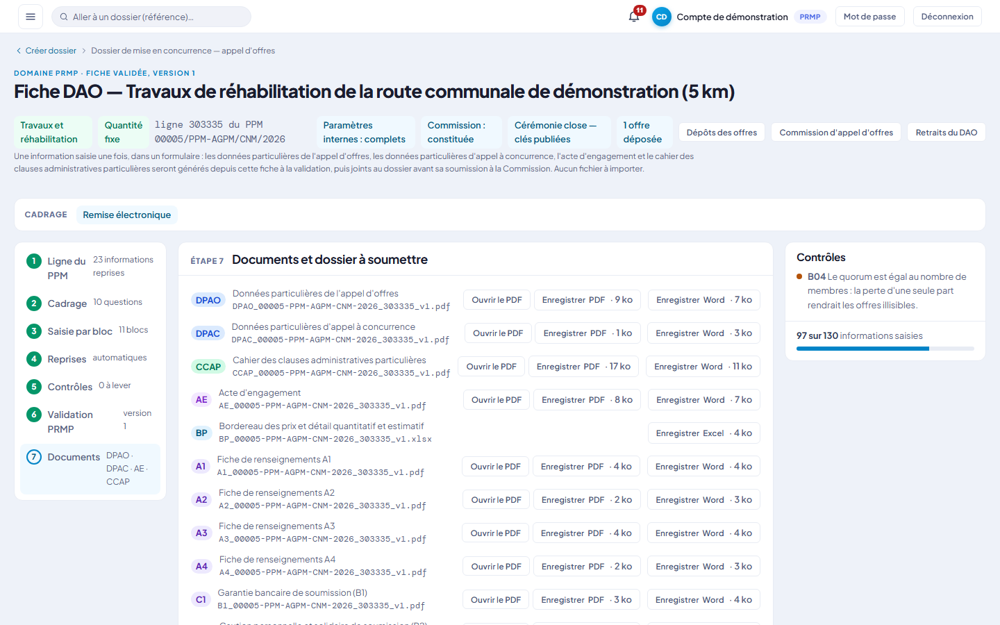 Aller à un dossier (référence)...
11
CD
Compte de démonstration
PRMP
Mot de passe
Déconnexion
Créer dossier
Dossier de mise en concurrence — appel d'offres
DOMAINE PRMP · FICHE VALIDÉE, VERSION 1
Fiche DAO — Travaux de réhabilitation de la route communale de démonstration (5 km)
Travaux et réhabilitation
Quantité fixe
ligne 303335 du PPM
00005/PPM-AGPM/CNM/2026
Paramètres internes : complets
Commission : constituée
Cérémonie close — clés publiées
1 offre déposée
Dépôts des offres
Commission d'appel d'offres
Retraits du DAO
Une information saisie une fois, dans un formulaire : les données particulières de l'appel d'offres, les données particulières d'appel à concurrence, l'acte d'engagement et le cahier des
clauses administratives particulières seront générés depuis cette fiche à la validation, puis joints au dossier avant sa soumission à la Commission. Aucun fichier à importer.
CADRAGE
Remise électronique
1 Ligne du PPM 23 informations reprises
2 Cadrage 10 questions
3 Saisie par bloc 11 blocs
4 Reprises automatiques
5 Contrôles 0 à lever
6 Validation PRMP version 1
7 Documents DPAO · DPAC · AE · CCAP
ÉTAPE 7 Documents et dossier à soumettre
DPAO Données particulières de l'appel d'offres
DPAO_00005-PPM-AGPM-CNM-2026_303335_v1.pdf
Ouvrir le PDF Enregistrer PDF · 9 ko Enregistrer Word · 7 ko
DPAC Données particulières d'appel à concurrence
DPAC_00005-PPM-AGPM-CNM-2026_303335_v1.pdf
Ouvrir le PDF Enregistrer PDF · 1 ko Enregistrer Word · 3 ko
CCAP Cahier des clauses administratives particulières
CCAP_00005-PPM-AGPM-CNM-2026_303335_v1.pdf
Ouvrir le PDF Enregistrer PDF · 17 ko Enregistrer Word · 11 ko
AE Acte d'engagement
AE_00005-PPM-AGPM-CNM-2026_303335_v1.pdf
Ouvrir le PDF Enregistrer PDF · 8 ko Enregistrer Word · 7 ko
BP Bordereau des prix et détail quantitatif et estimatif
BP_00005-PPM-AGPM-CNM-2026_303335_v1.xlsx
Enregistrer Excel · 4 ko
A1 Fiche de renseignements A1
A1_00005-PPM-AGPM-CNM-2026_303335_v1.pdf
Ouvrir le PDF Enregistrer PDF · 4 ko Enregistrer Word · 4 ko
A2 Fiche de renseignements A2
A2_00005-PPM-AGPM-CNM-2026_303335_v1.pdf
Ouvrir le PDF Enregistrer PDF · 2 ko Enregistrer Word · 3 ko
A3 Fiche de renseignements A3
A3_00005-PPM-AGPM-CNM-2026_303335_v1.pdf
Ouvrir le PDF Enregistrer PDF · 4 ko Enregistrer Word · 4 ko
A4 Fiche de renseignements A4
A4_00005-PPM-AGPM-CNM-2026_303335_v1.pdf
Ouvrir le PDF Enregistrer PDF · 2 ko Enregistrer Word · 3 ko
C1 Garantie bancaire de soumission (B1)
B1_00005-PPM-AGPM-CNM-2026_303335_v1.pdf
Ouvrir le PDF Enregistrer PDF · 3 ko Enregistrer Word · 4 ko
Contrôles
B04 Le quorum est égal au nombre de
membres : la perte d'une seule part
rendrait les offres illisibles.
97 sur 130 informations saisies